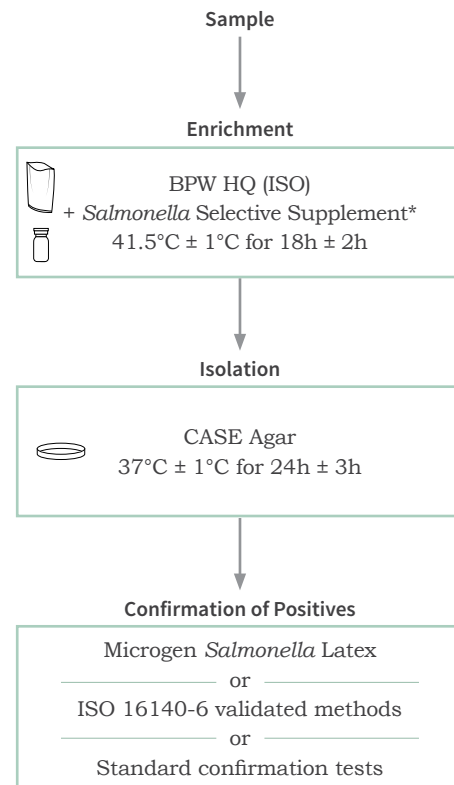 Sample
Enrichment
BPW HQ (ISO)
+ Salmonella Selective Supplement*
41.5°C ± 1°C for 18h ± 2h
Isolation
CASE Agar
37°C ± 1°C for 24h ± 3h
Confirmation of Positives
Microgen Salmonella Latex
or
ISO 16140-6 validated methods
or
Standard confirmation tests